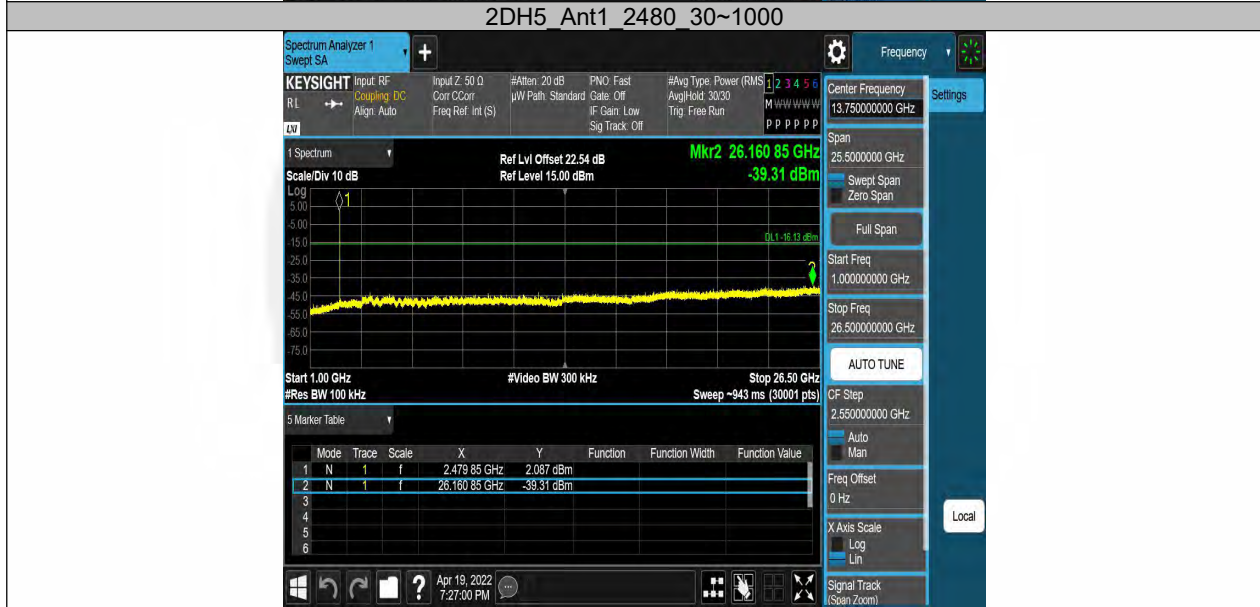 2DH5_Ant1_2480_30~1000
Spectrum Analyzer 1
Swept SA
+
Frequency
KEYSIGHT
RL
LXI
Input: RF
Coupling: DC
Align: Auto
Input Z: 50 Ω
Corr CCorr
Freq Ref: Int (S)
#Atten: 20 dB
µW Path: Standard
PNO: Fast
Gate: Off
IF Gain: Low
Sig Track: Off
#Avg Type: Power (RMS
Avg|Hold: 30/30
Trig: Free Run
1 2 3 4 5 6
M W W W W W
P P P P P P
Center Frequency
13.750000000 GHz
Settings
1 Spectrum
Scale/Div 10 dB
Ref Lvl Offset 22.54 dB
Ref Level 15.00 dBm
Mkr2 26.160 85 GHz
-39.31 dBm
Span
25.5000000 GHz
Swept Span
Zero Span
Full Span
Start Freq
1.000000000 GHz
Stop Freq
26.500000000 GHz
AUTO TUNE
CF Step
2.550000000 GHz
Auto
Man
Freq Offset
0 Hz
X Axis Scale
Log
Lin
Signal Track
(Span Zoom)
Local
Log
5.00
-5.00
-15.0
-25.0
-35.0
-45.0
-55.0
-65.0
-75.0
1
DL1 -16.13 dBm
2
Start 1.00 GHz
#Res BW 100 kHz
#Video BW 300 kHz
Stop 26.50 GHz
Sweep ~943 ms (30001 pts)
5 Marker Table
Mode Trace Scale X Y Function Function Width Function Value
1 N 1 f 2.479 85 GHz 2.087 dBm
2 N 1 f 26.160 85 GHz -39.31 dBm
3
4
5
6
?
Apr 19, 2022
7:27:00 PM